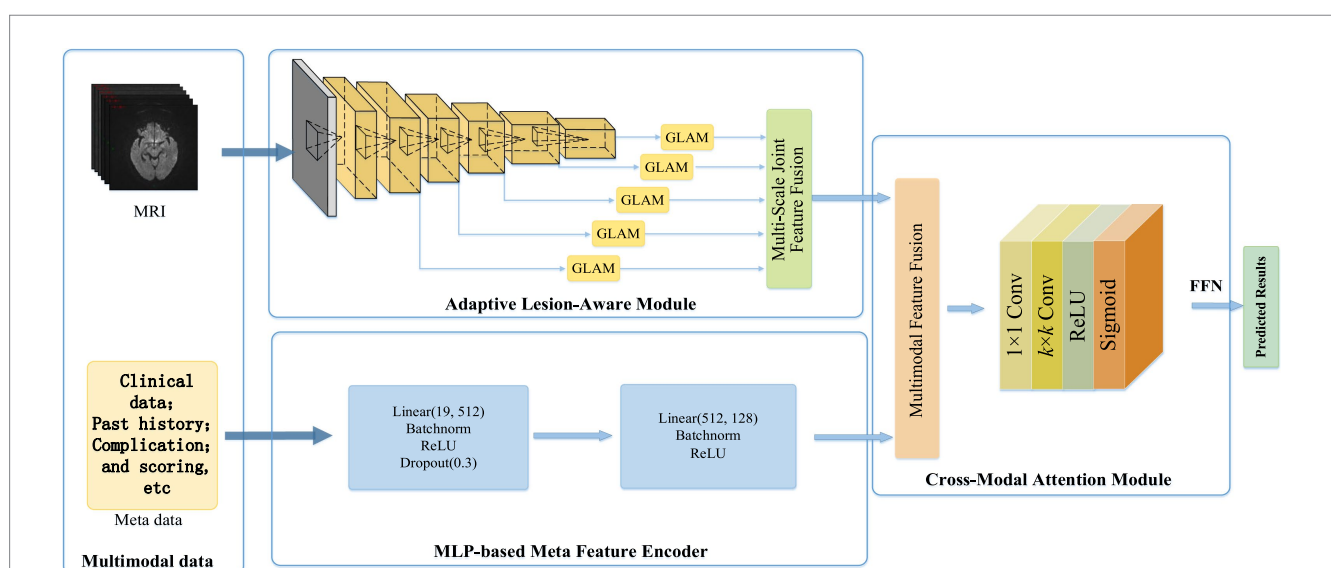 MRI
GLAM
GLAM
GLAM
GLAM
GLAM
Multi-Scale Joint
Feature Fusion
Adaptive Lesion-Aware Module
Clinical
data;
Past history;
Complication;
and scoring,
etc
Meta data
Multimodal data
Linear(19, 512)
Batchnorm
ReLU
Dropout(0.3)
Linear(512, 128)
Batchnorm
ReLU
MLP-based Meta Feature Encoder
Multimodal Feature Fusion
1×1 Conv
k×k Conv
ReLU
Sigmoid
Cross-Modal Attention Module
FFN
Predicted Results